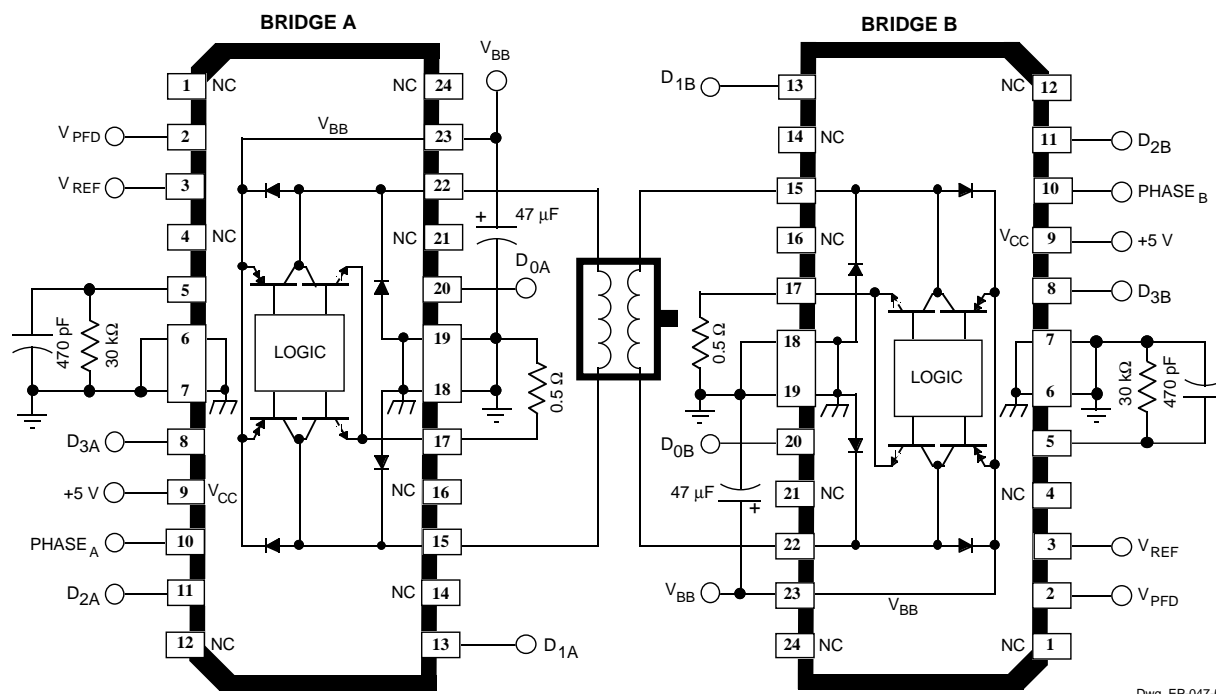 BRIDGE A
BRIDGE B
V_BB
1 NC
NC 24
V_PFD 2
V_BB
23
V_REF 3
22
4 NC
NC 21
+ 47 µF
D_0A
5
20
470 pF
30 kΩ
6
7
LOGIC
19
18
0.5 Ω
D_3A 8
17
+5 V 9 V_CC
NC 16
PHASE_A 10
15
D_2A 11
NC 14
12 NC
13 D_1A
D_1B 13
NC 12
14 NC
11 D_2B
15
10 PHASE_B
16 NC
V_CC 9 +5 V
17
8 D_3B
0.5 Ω
18
19
LOGIC
7
6
30 kΩ
470 pF
D_0B 20
5
47 µF +
21 NC
NC 4
22
3 V_REF
V_BB 23
V_BB
2 V_PFD
24 NC
NC 1